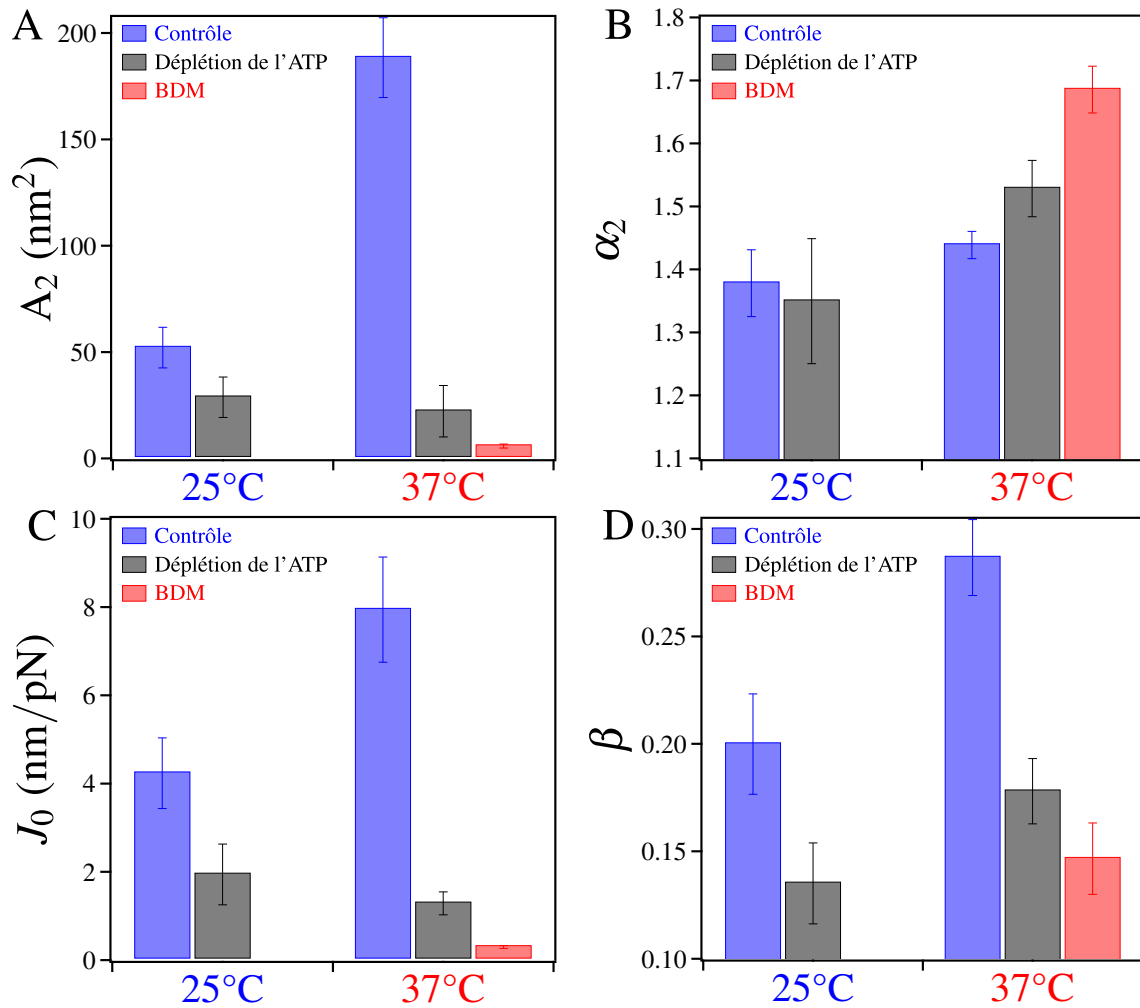 A
A2 (nm2)
200
150
100
50
0
Contrôle
Déplétion de l'ATP
BDM
25°C
37°C
B
α2
1.8
1.7
1.6
1.5
1.4
1.3
1.2
1.1
Contrôle
Déplétion de l'ATP
BDM
25°C
37°C
C
J0 (nm/pN)
10
8
6
4
2
0
Contrôle
Déplétion de l'ATP
BDM
25°C
37°C
D
β
0.30
0.25
0.20
0.15
0.10
Contrôle
Déplétion de l'ATP
BDM
25°C
37°C